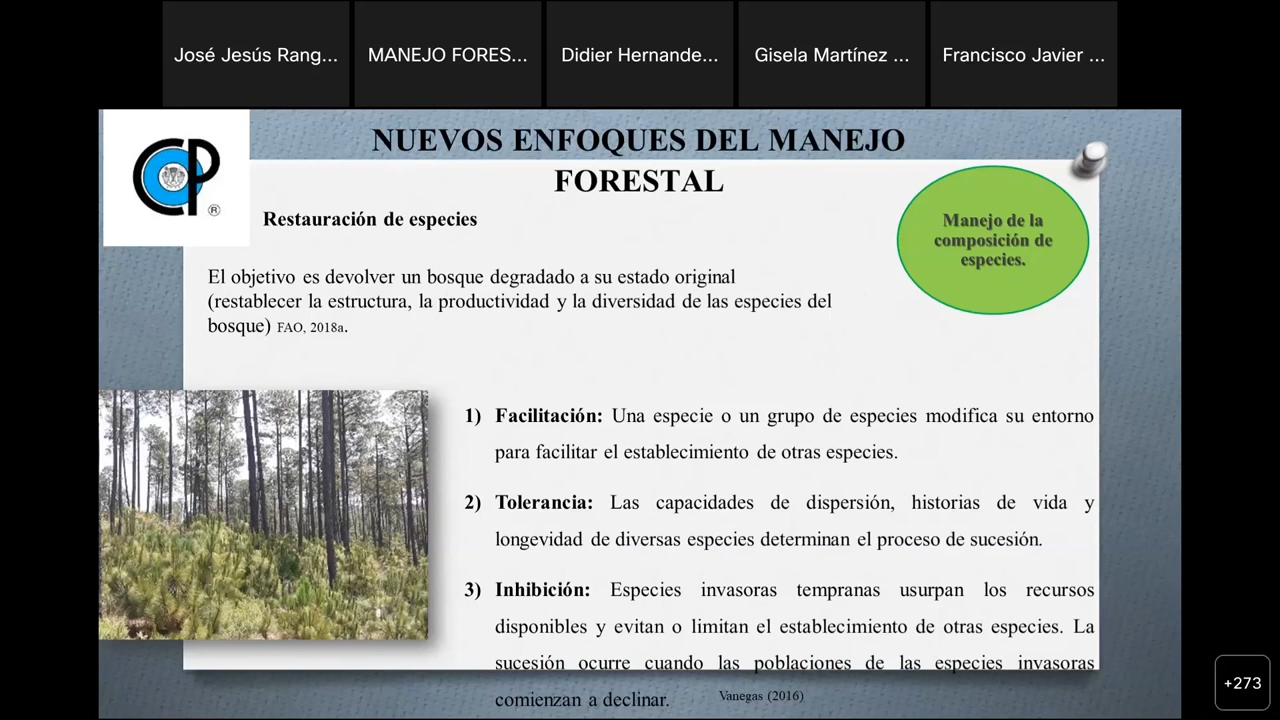 José Jesús Rang...
MANEJO FORES...
Didier Hernande...
Gisela Martínez ...
Francisco Javier ...
CP
®
NUEVOS ENFOQUES DEL MANEJO
FORESTAL
Restauración de especies
Manejo de la
composición de
especies.
El objetivo es devolver un bosque degradado a su estado original
(restablecer la estructura, la productividad y la diversidad de las especies del
bosque) FAO, 2018a.
1) Facilitación: Una especie o un grupo de especies modifica su entorno
para facilitar el establecimiento de otras especies.
2) Tolerancia: Las capacidades de dispersión, historias de vida y
longevidad de diversas especies determinan el proceso de sucesión.
3) Inhibición: Especies invasoras tempranas usurpan los recursos
disponibles y evitan o limitan el establecimiento de otras especies. La
sucesión ocurre cuando las poblaciones de las especies invasoras
comienzan a declinar. Vanegas (2016)
+273